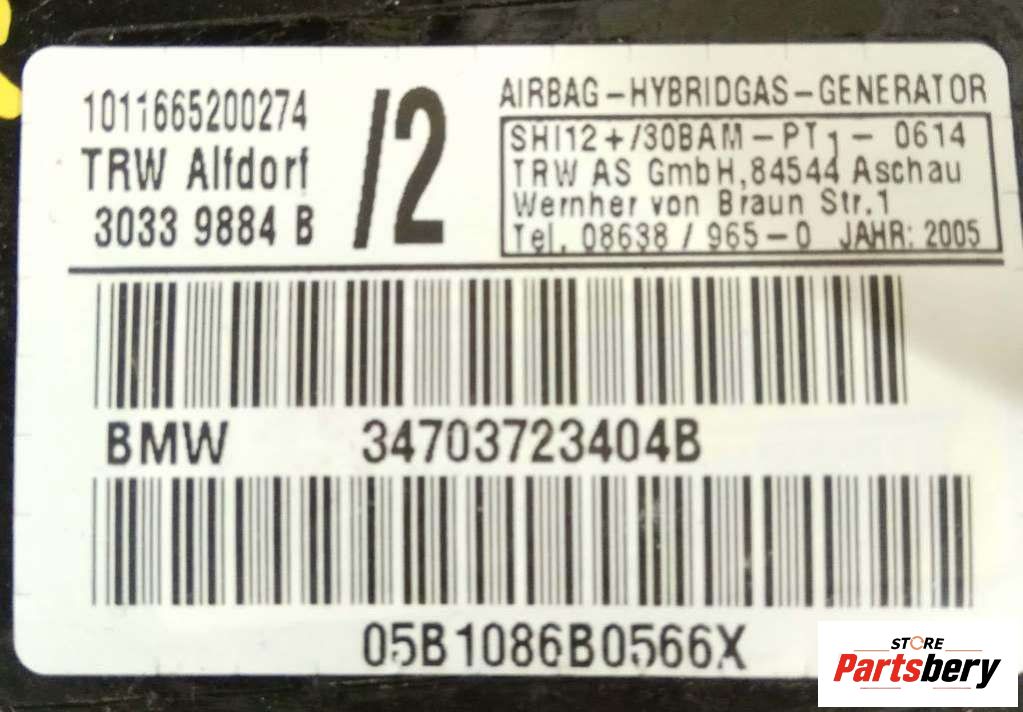 1011665200274
TRW Alfdorf
3033 9884 B
/2
AIRBAG-HYBRIDGAS-GENERATOR
SHI12+/30BAM-PT1-0614
TRW AS GmbH, 84544 Aschau
Wernher von Braun Str.1
Tel. 08638 / 965-0 JAHR: 2005
BMW 34703723404B
05B1086B0566X
STORE
Partsbery